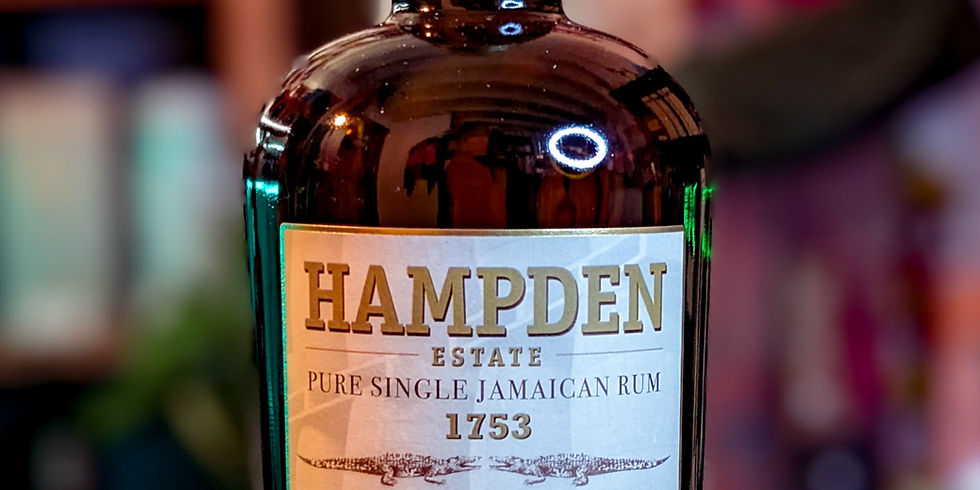 HAMPDEN
ESTATE
PURE SINGLE JAMAICAN RUM
1753